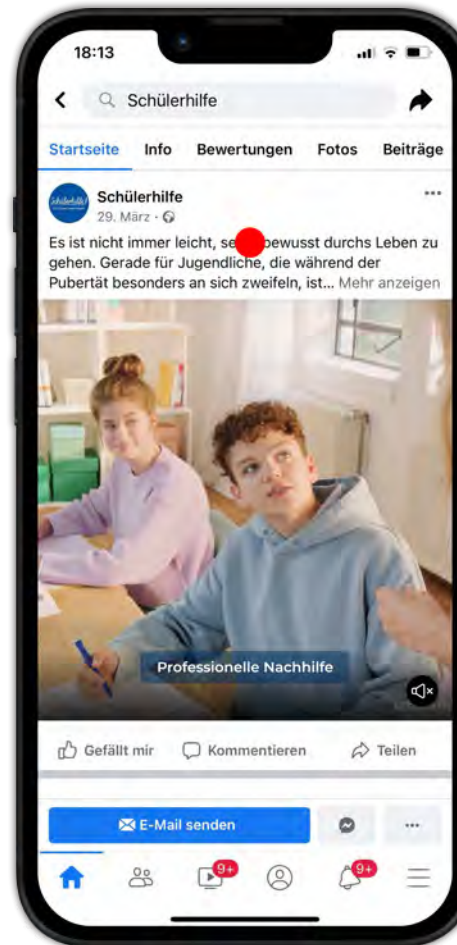 18:13
Schülerhilfe
Startseite Info Bewertungen Fotos Beiträge
Schülerhilfe
29. März
Es ist nicht immer leicht, bewusst durchs Leben zu
gehen. Gerade für Jugendliche, die während der
Pubertät besonders an sich zweifeln, ist... Mehr anzeigen
Professionelle Nachhilfe
Gefällt mir Kommentieren Teilen
E-Mail senden
9+ 9+